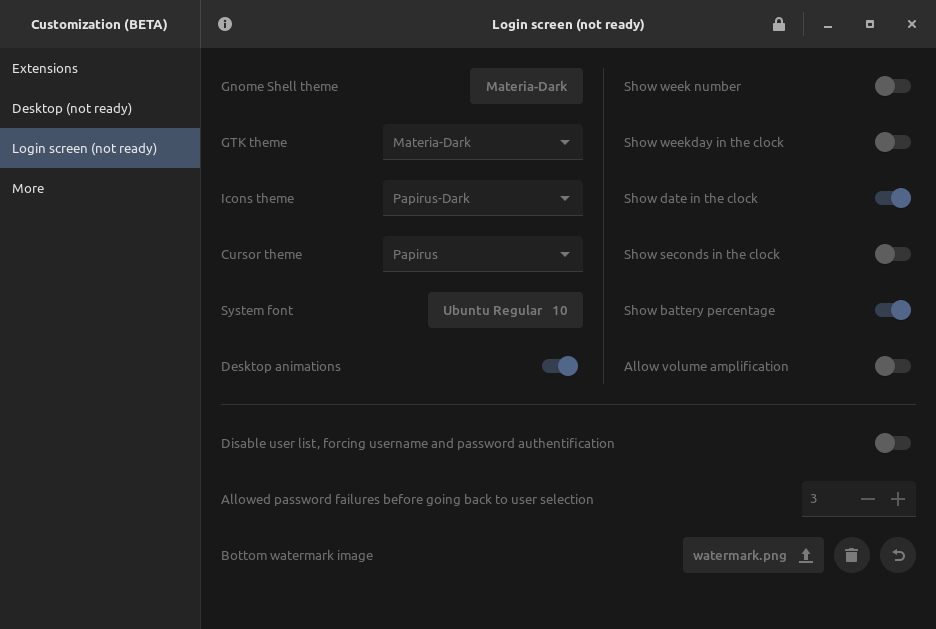 Customization (BETA)
Login screen (not ready)
Extensions
Desktop (not ready)
Login screen (not ready)
More
Gnome Shell theme
Materia-Dark
GTK theme
Materia-Dark
Icons theme
Papirus-Dark
Cursor theme
Papirus
System font
Ubuntu Regular 10
Desktop animations
Show week number
Show weekday in the clock
Show date in the clock
Show seconds in the clock
Show battery percentage
Allow volume amplification
Disable user list, forcing username and password authentification
Allowed password failures before going back to user selection
3
Bottom watermark image
watermark.png